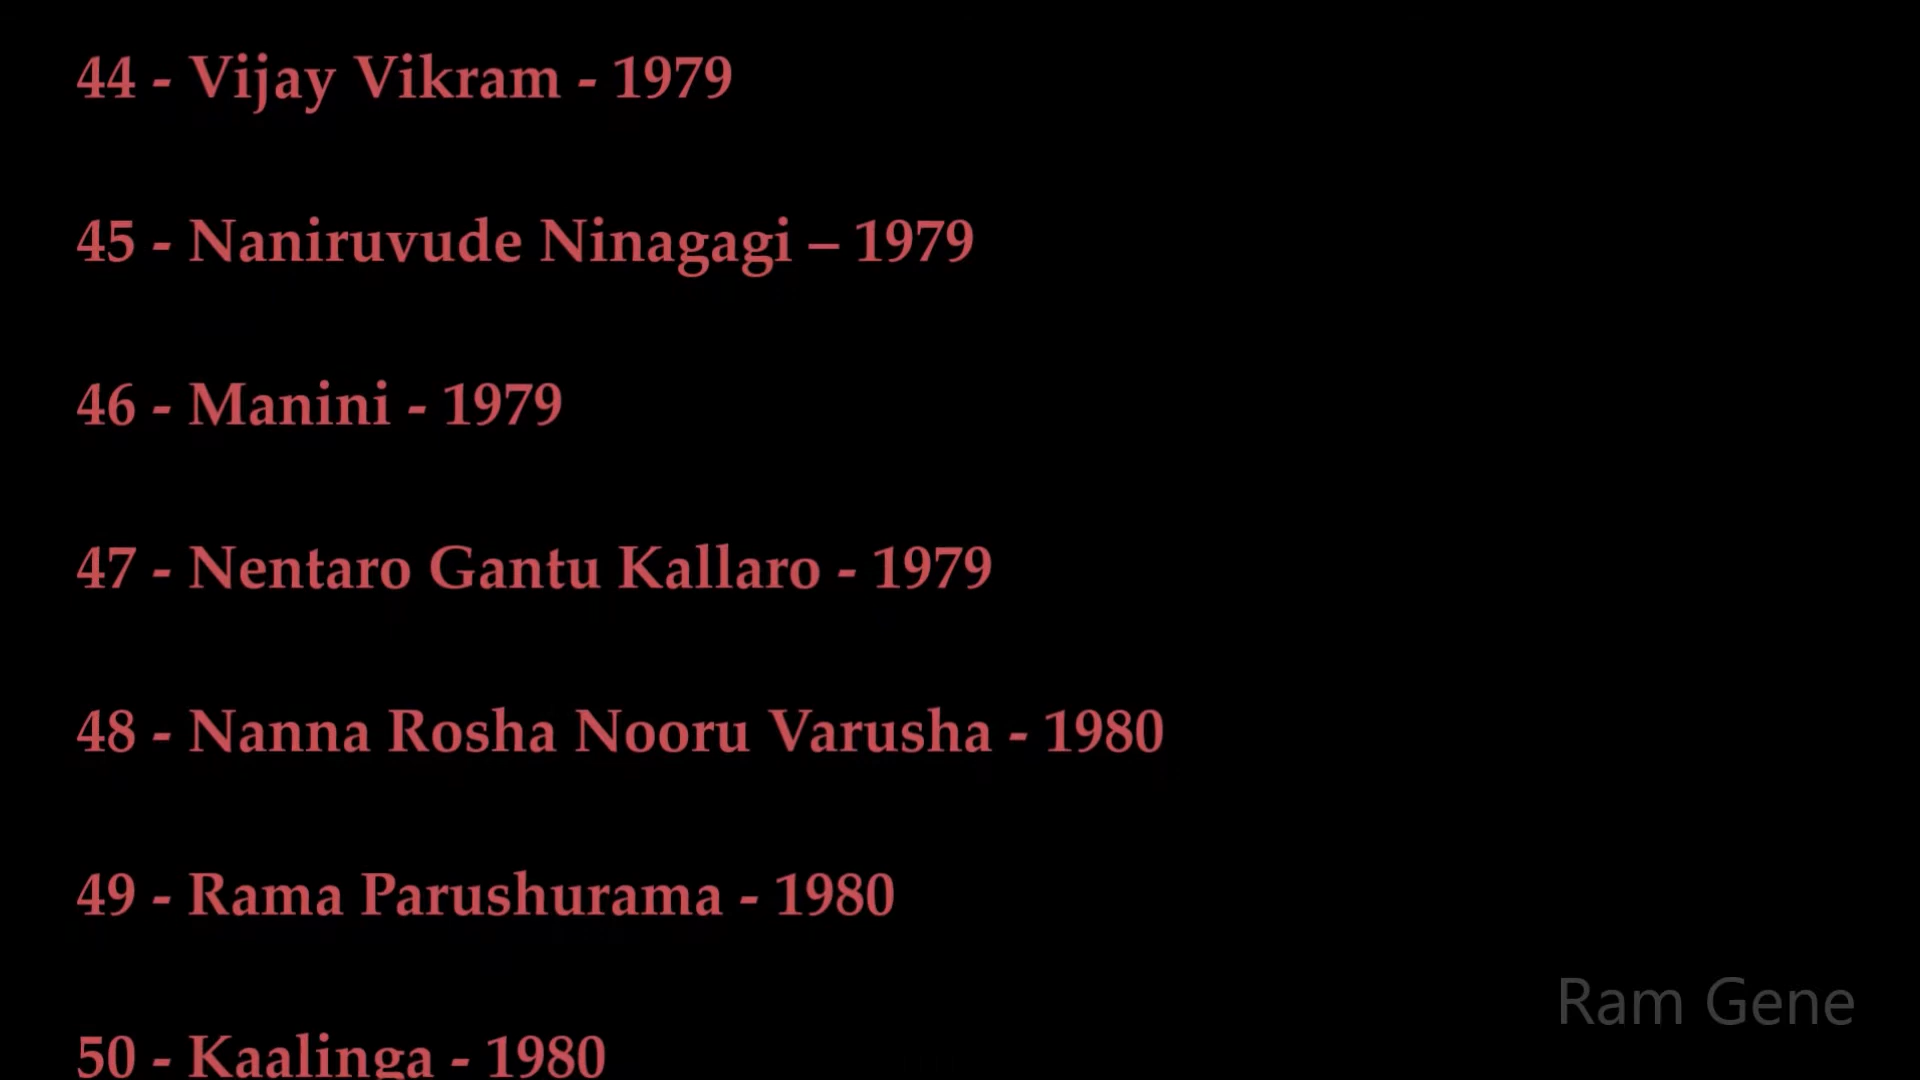 44 - Vijay Vikram - 1979
45 - Naniruvude Ninagagi – 1979
46 - Manini - 1979
47 - Nentaro Gantu Kallaro - 1979
48 - Nanna Rosha Nooru Varusha - 1980
49 - Rama Parushurama - 1980
Ram Gene
50 - Kaalinga - 1980